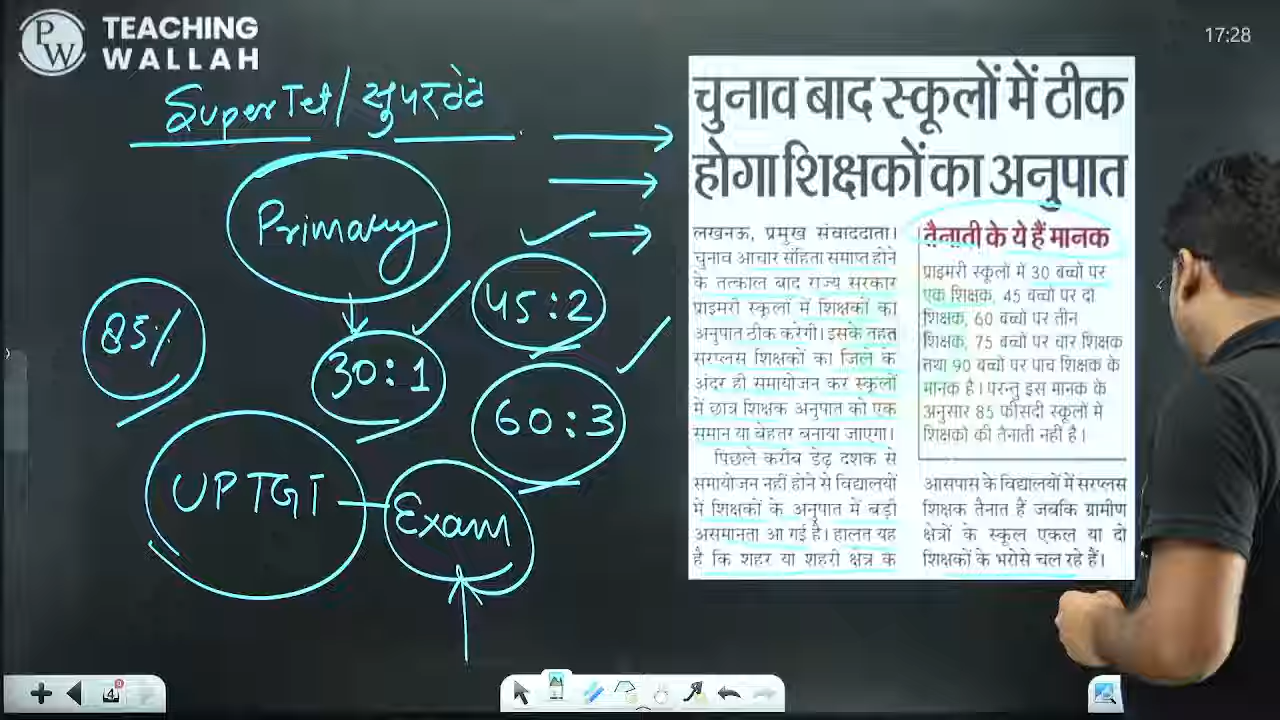 PW TEACHING
WALLAH
17:28
SuperTet/सुपरटेट
Primary
85%
30:1
45:2
60:3
UPTGT
Exam
चुनाव बाद स्कूलों में ठीक
होगा शिक्षकों का अनुपात
लखनऊ, प्रमुख संवाददाता।
चुनाव आचार संहिता समाप्त होने
के तत्काल बाद राज्य सरकार
प्राइमरी स्कूलों में शिक्षकों का
अनुपात ठीक करेगी। इसके तहत
सरप्लस शिक्षकों का जिले के
अंदर ही समायोजन कर स्कूलों
में छात्र शिक्षक अनुपात को एक
समान या बेहतर बनाया जाएगा।
पिछले करीब डेढ़ दशक से
समायोजन नहीं होने से विद्यालयों
में शिक्षकों के अनुपात में बड़ी
असमानता आ गई है। हालत यह
है कि शहर या शहरी क्षेत्र के
तैनाती के ये हैं मानक
प्राइमरी स्कूलों में 30 बच्चों पर
एक शिक्षक, 45 बच्चों पर दो
शिक्षक, 60 बच्चों पर तीन
शिक्षक, 75 बच्चों पर चार शिक्षक
तथा 90 बच्चों पर पांच शिक्षक के
मानक है। परन्तु इस मानक के
अनुसार 85 फीसदी स्कूलों में
शिक्षकों की तैनाती नहीं है।
आसपास के विद्यालयों में सरप्लस
शिक्षक तैनात हैं जबकि ग्रामीण
क्षेत्रों के स्कूल एकल या दो
शिक्षकों के भरोसे चल रहे हैं।